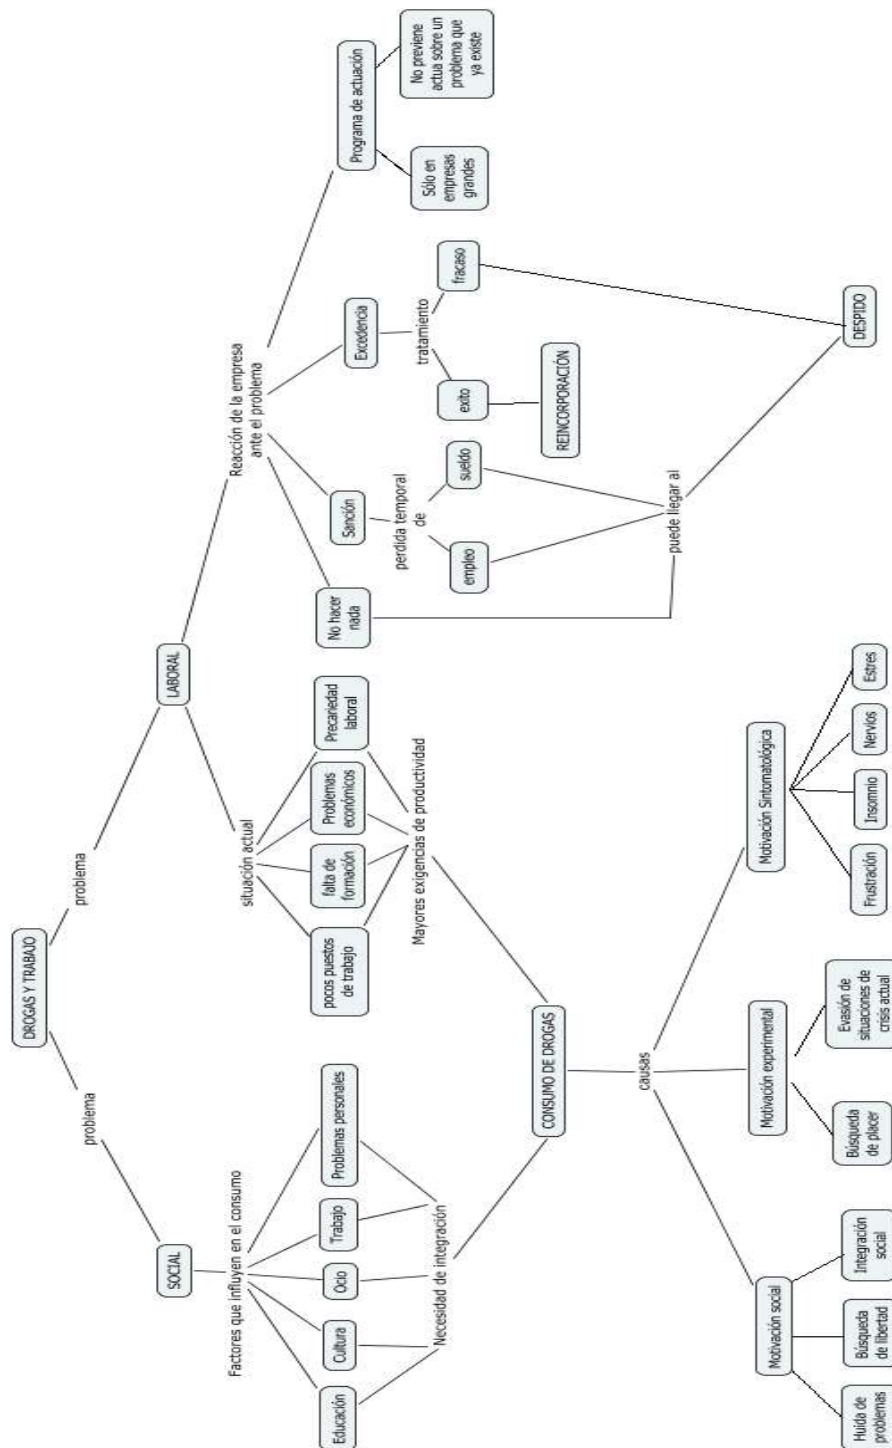 DROGAS Y TRABAJO
problema
problema
SOCIAL
LABORAL
Factores que influyen en el consumo
situación actual
Reacción de la empresa
ante el problema
Educación
Cultura
Ocio
Trabajo
Problemas personales
pocos puestos
de trabajo
falta de
formación
Problemas
económicos
Precariedad
laboral
No hacer
nada
Sanción
Excedencia
Programa de actuación
Necesidad de integración
Mayores exigencias de productividad
perdida temporal
de
tratamiento
Sólo en
empresas
grandes
No previene
actua sobre un
problema que
ya existe
empleo
sueldo
exito
fracaso
REINCORPORACIÓN
CONSUMO DE DROGAS
puede llegar al
causas
DESPIDO
Motivación social
Motivación experimental
Motivación Sintomatológica
Huida de
problemas
Búsqueda
de libertad
Integración
social
Búsqueda
de placer
Evasión de
situaciones de
crisis actual
Frustración
Insomnio
Nervios
Estres